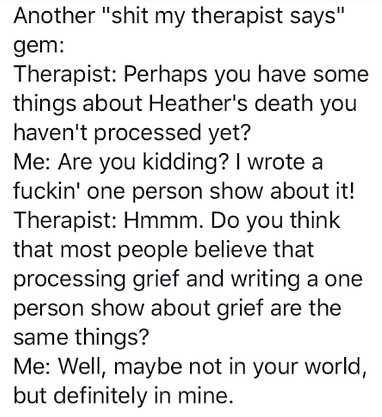 Another "shit my therapist says"
gem:
Therapist: Perhaps you have some
things about Heather's death you
haven't processed yet?
Me: Are you kidding? I wrote a
fuckin' one person show about it!
Therapist: Hmmm. Do you think
that most people believe that
processing grief and writing a one
person show about grief are the
same things?
Me: Well, maybe not in your world,
but definitely in mine.